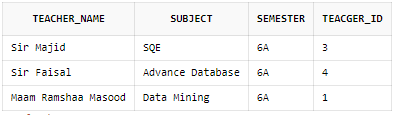 TEACHER_NAME SUBJECT SEMESTER TEACGER_ID
Sir Majid SQE 6A 3
Sir Faisal Advance Database 6A 4
Maam Ramshaa Masood Data Mining 6A 1